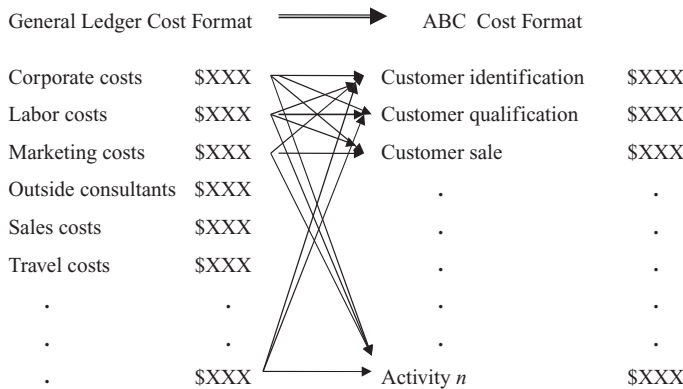 General Ledger Cost Format ABC Cost Format
Corporate costs $XXX Customer identification $XXX
Labor costs $XXX Customer qualification $XXX
Marketing costs $XXX Customer sale $XXX
Outside consultants $XXX . .
Sales costs $XXX . .
Travel costs $XXX . .
. . . .
. . . .
. $XXX Activity n $XXX